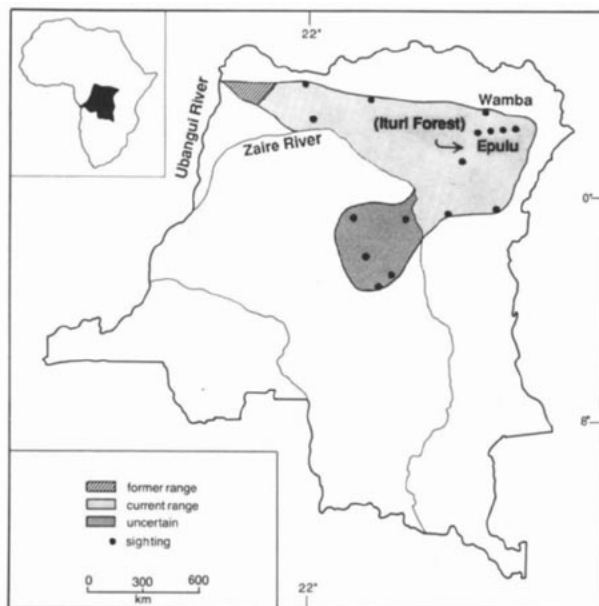 22°
Ubangui River
Zaire River
Wamba
(Ituri Forest)
Epulu
0°
6°
former range
current range
uncertain
sighting
0 300 600
km
22°